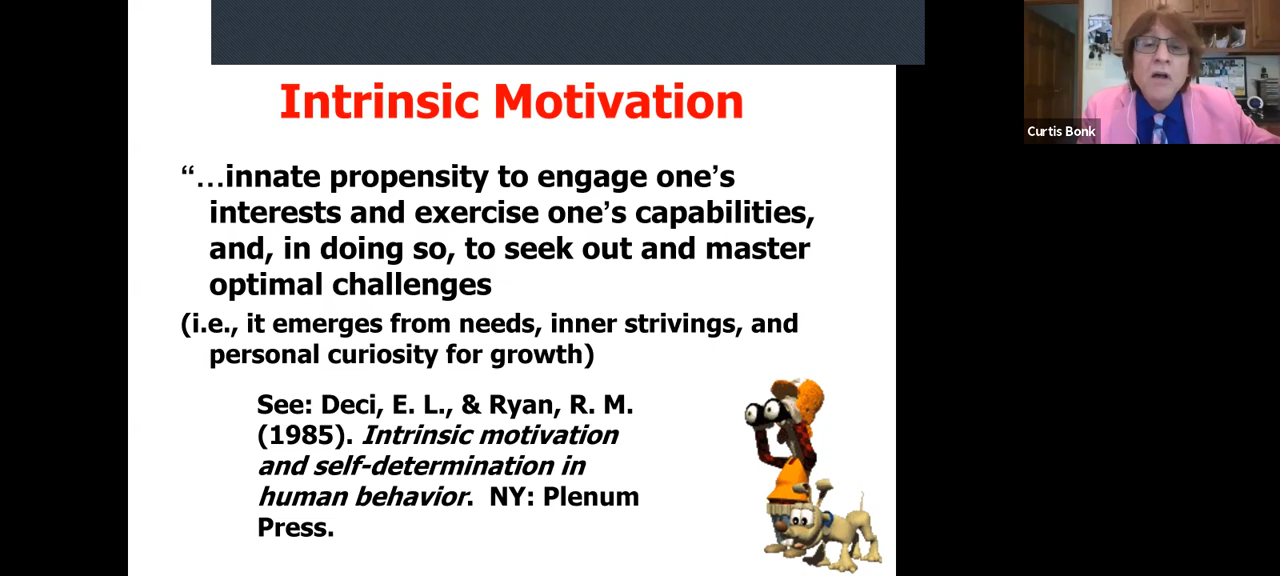 Intrinsic Motivation
“…innate propensity to engage one’s
interests and exercise one’s capabilities,
and, in doing so, to seek out and master
optimal challenges
(i.e., it emerges from needs, inner strivings, and
personal curiosity for growth)
See: Deci, E. L., & Ryan, R. M.
(1985). Intrinsic motivation
and self-determination in
human behavior. NY: Plenum
Press.
Curtis Bonk